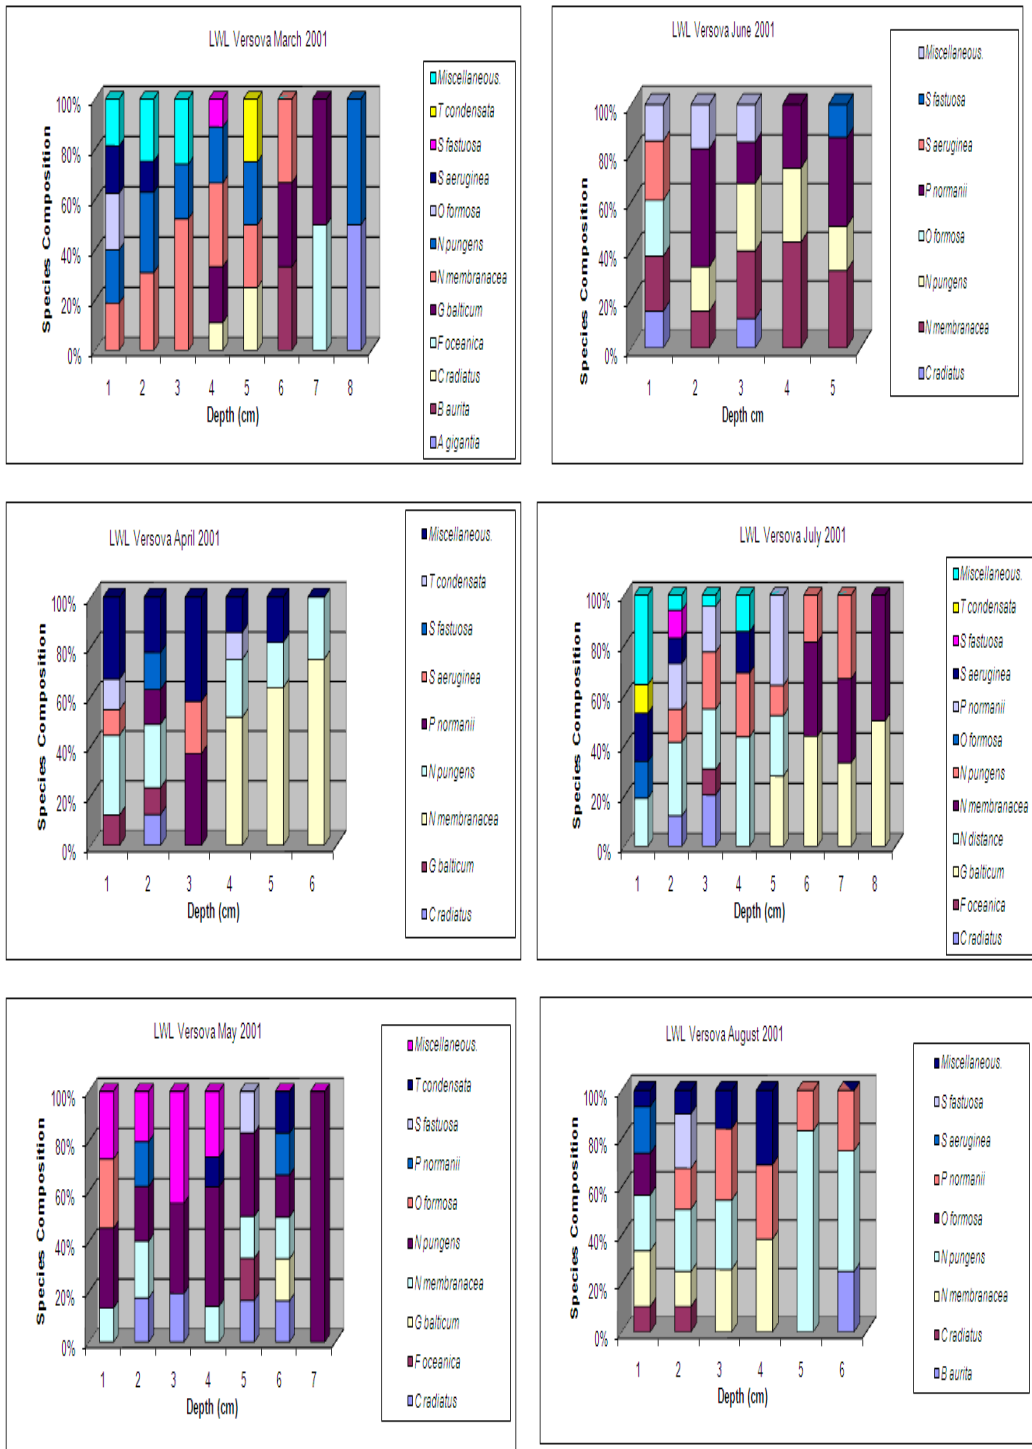 LWL Versova March 2001
Species Composition
100%
80%
60%
40%
20%
0%
1 2 3 4 5 6 7 8
Depth (cm)
Miscellaneous.
T condensata
S fastuosa
S aeruginea
O formosa
N pungens
N membranacea
G balticum
F oceanica
C radiatus
B aurita
A gigantia
LWL Versova June 2001
Species Composition
100%
80%
60%
40%
20%
0%
1 2 3 4 5
Depth cm
Miscellaneous.
S fastuosa
S aeruginea
P normanii
O formosa
N pungens
N membranacea
C radiatus
LWL Versova April 2001
Species Composition
100%
80%
60%
40%
20%
0%
1 2 3 4 5 6
Depth (cm)
Miscellaneous.
T condensata
S fastuosa
S aeruginea
P normanii
N pungens
N membranacea
G balticum
C radiatus
LWL Versova July 2001
Species Composition
100%
80%
60%
40%
20%
0%
1 2 3 4 5 6 7 8
Depth (cm)
Miscellaneous.
T condensata
S fastuosa
S aeruginea
P normanii
O formosa
N pungens
N membranacea
N distance
G balticum
F oceanica
C radiatus
LWL Versova May 2001
Species Composition
100%
80%
60%
40%
20%
0%
1 2 3 4 5 6 7
Depth (cm)
Miscellaneous.
T condensata
S fastuosa
P normanii
O formosa
N pungens
N membranacea
G balticum
F oceanica
C radiatus
LWL Versova August 2001
Species Composition
100%
80%
60%
40%
20%
0%
1 2 3 4 5 6
Depth (cm)
Miscellaneous.
S fastuosa
S aeruginea
P normanii
O formosa
N pungens
N membranacea
C radiatus
B aurita